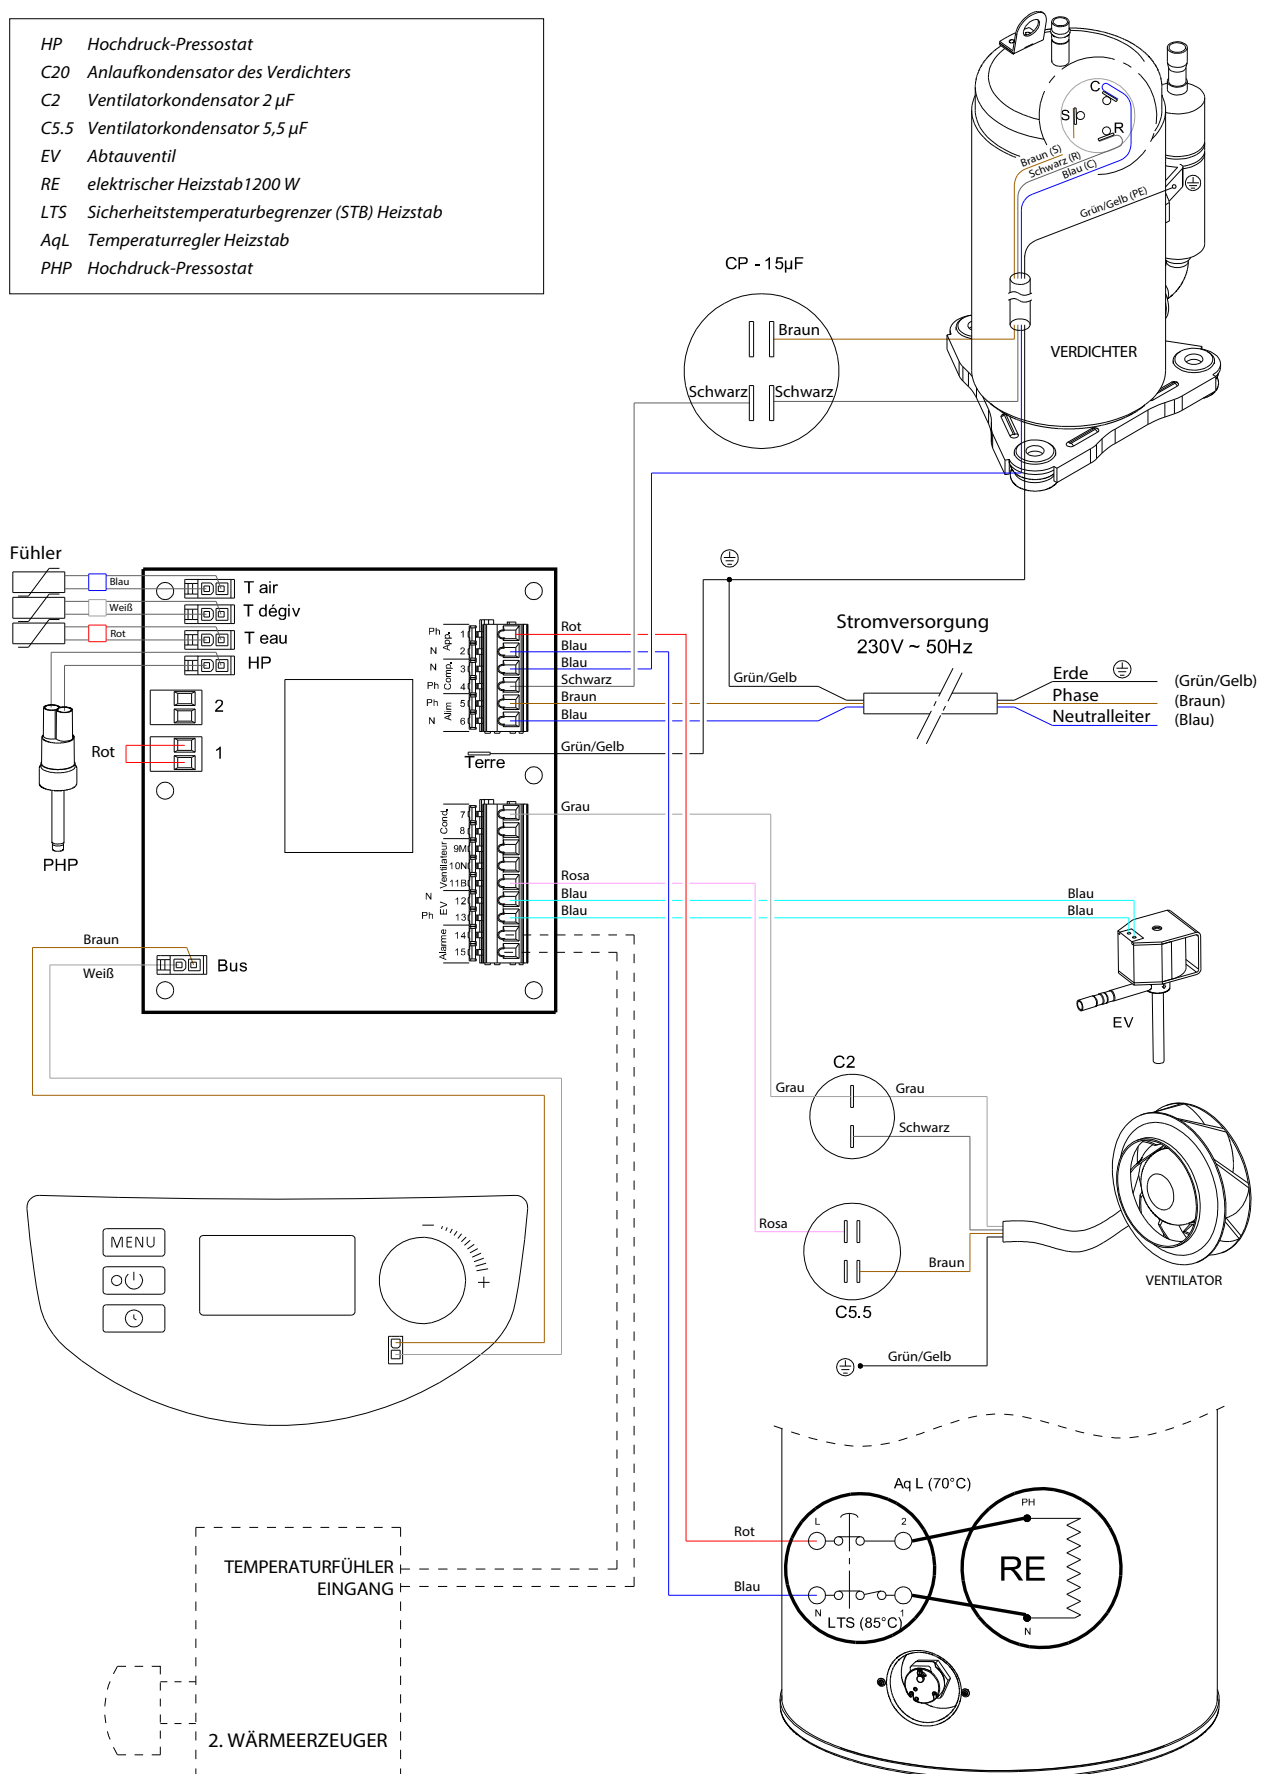 HP Hochdruck-Pressostat
C20 Anlaufkondensator des Verdichters
C2 Ventilatorkondensator 2 µF
C5.5 Ventilatorkondensator 5,5 µF
EV Abtauventil
RE elektrischer Heizstab1200 W
LTS Sicherheitstemperaturbegrenzer (STB) Heizstab
AqL Temperaturregler Heizstab
PHP Hochdruck-Pressostat
C
S
R
Braun (S)
Schwarz (R)
Blau (C)
Grün/Gelb (PE)
VERDICHTER
CP - 15µF
Braun
Schwarz
Schwarz
Fühler
Blau
T air
Weiß
T dégiv
Rot
T eau
HP
2
Rot
1
PHP
Ph 1 Rot
N 2 Blau
App.
N 3 Blau
Ph 4 Schwarz
Comp.
Ph 5 Braun
N 6 Blau
Alim
Terre
Grün/Gelb
Grün/Gelb
Stromversorgung
230V ~ 50Hz
Erde (Grün/Gelb)
Phase (Braun)
Neutralleiter (Blau)
7 Grau
8
Cond.
9M
10N
11B Rosa
Ventilateur
N 12 Blau
Ph 13 Blau
EV
14
15
Alarme
Blau
Blau
EV
Braun
Weiß
Bus
C2
Grau
Grau
Schwarz
Rosa
Braun
C5.5
Grün/Gelb
VENTILATOR
MENU
Aq L (70°C)
L
2
PH
Rot
RE
Blau
N
1
LTS (85°C)
N
TEMPERATURFÜHLER
EINGANG
2. WÄRMEERZEUGER